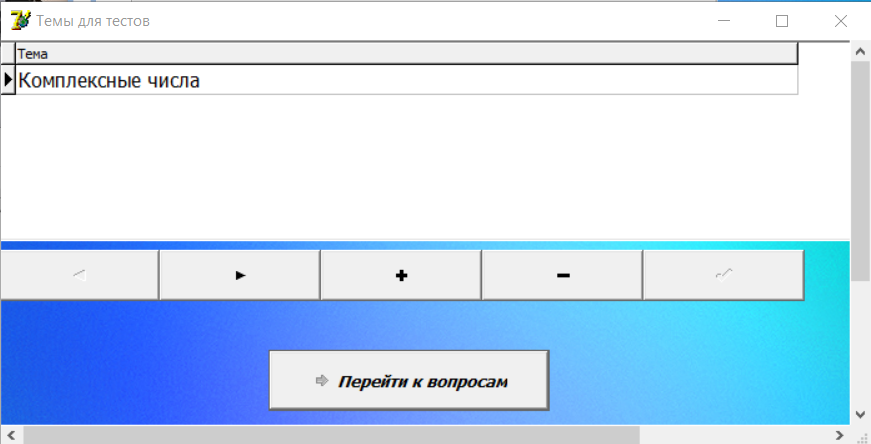 Темы для тестов
Тема
Комплексные числа
Перейти к вопросам